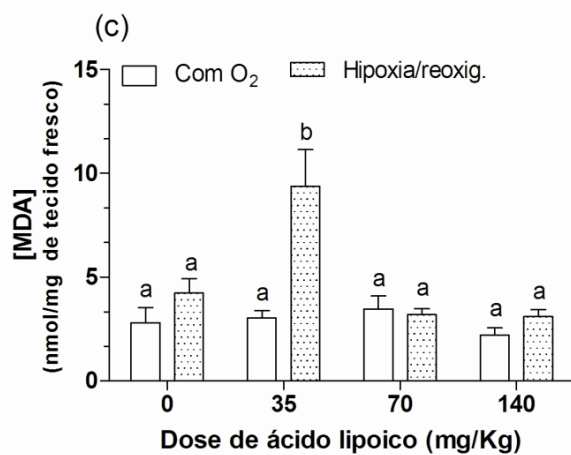 (c)
Com O₂
Hipoxia/reoxig.
[MDA]
(nmol/mg de tecido fresco)
15
10
5
0
a
a
a
b
a
a
a
a
0
35
70
140
Dose de ácido lipoico (mg/Kg)